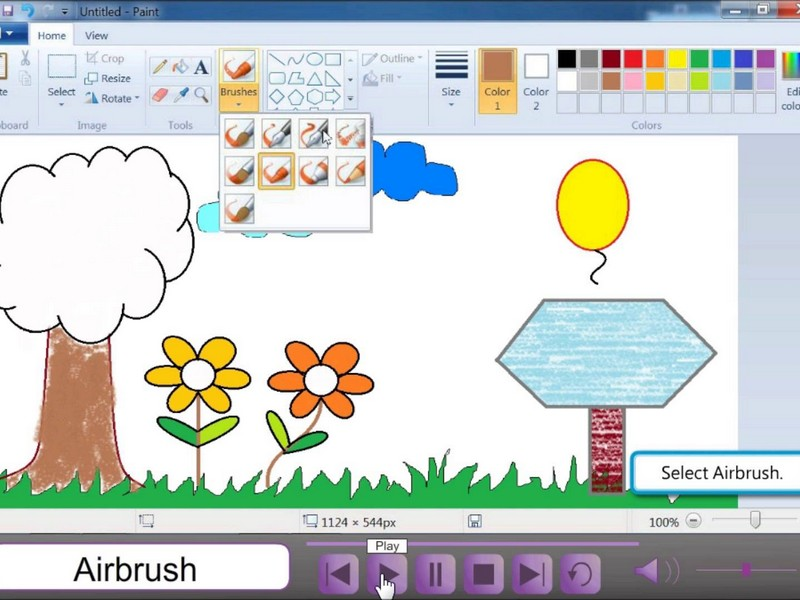 Untitled - Paint
Home View
Crop
Resize
Rotate
Select
Brushes
Outline
Fill
Size
Color 1
Color 2
Image
Tools
Colors
Select Airbrush.
1124 × 544px
100%
Play
Airbrush